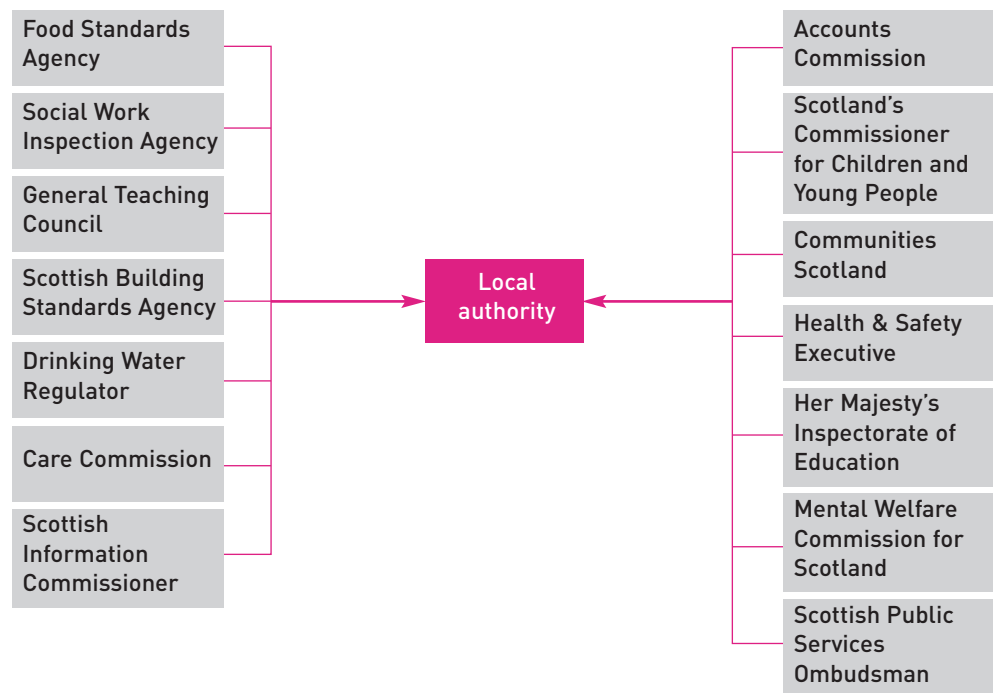 Food Standards
Agency
Social Work
Inspection Agency
General Teaching
Council
Scottish Building
Standards Agency
Drinking Water
Regulator
Care Commission
Scottish
Information
Commissioner
Local
authority
Accounts
Commission
Scotland’s
Commissioner
for Children and
Young People
Communities
Scotland
Health & Safety
Executive
Her Majesty’s
Inspectorate of
Education
Mental Welfare
Commission for
Scotland
Scottish Public
Services
Ombudsman